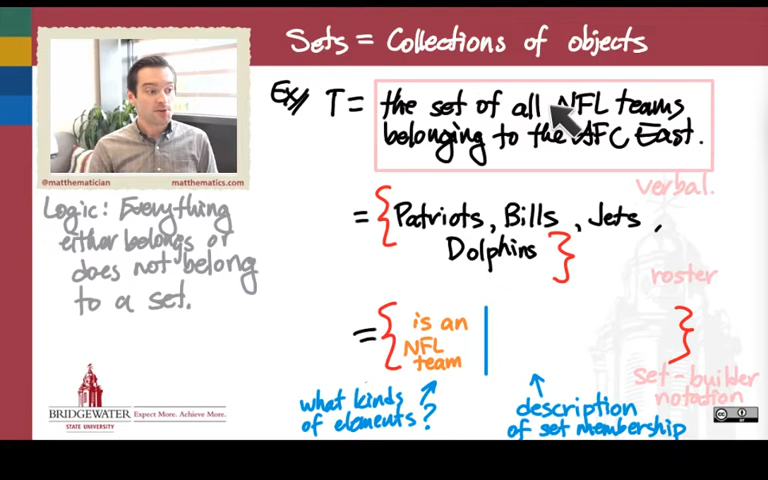 Sets = Collections of objects
Ex/ T = the set of all NFL teams
belonging to the AFC East.
verbal.
= { Patriots, Bills, Jets,
Dolphins }
roster
= { is an
NFL
team | }
set-builder
notation
what kinds
of elements?
description
of set membership
@matthematician
matthematics.com
Logic: Everything
either belongs or
does not belong
to a set.
BRIDGEWATER
STATE UNIVERSITY
Expect More. Achieve More.
cc
BY